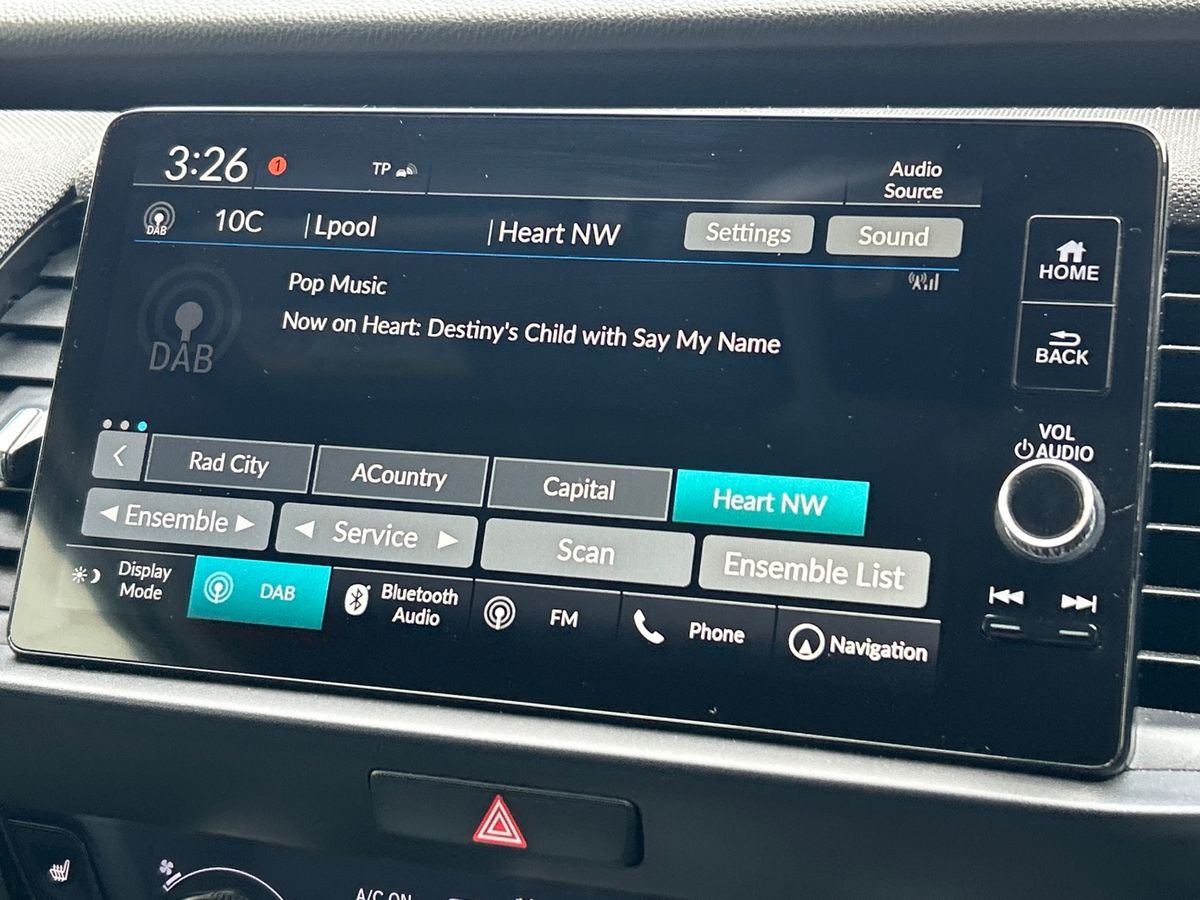 3:26 1 TP Audio
Source
DAB 10C |Lpool |Heart NW Settings Sound
Pop Music
Now on Heart: Destiny's Child with Say My Name
DAB
HOME
BACK
VOL
AUDIO
Rad City ACountry Capital Heart NW
Ensemble Service Scan Ensemble List
Display
Mode
DAB
Bluetooth
Audio
FM
Phone
Navigation
A/C ON